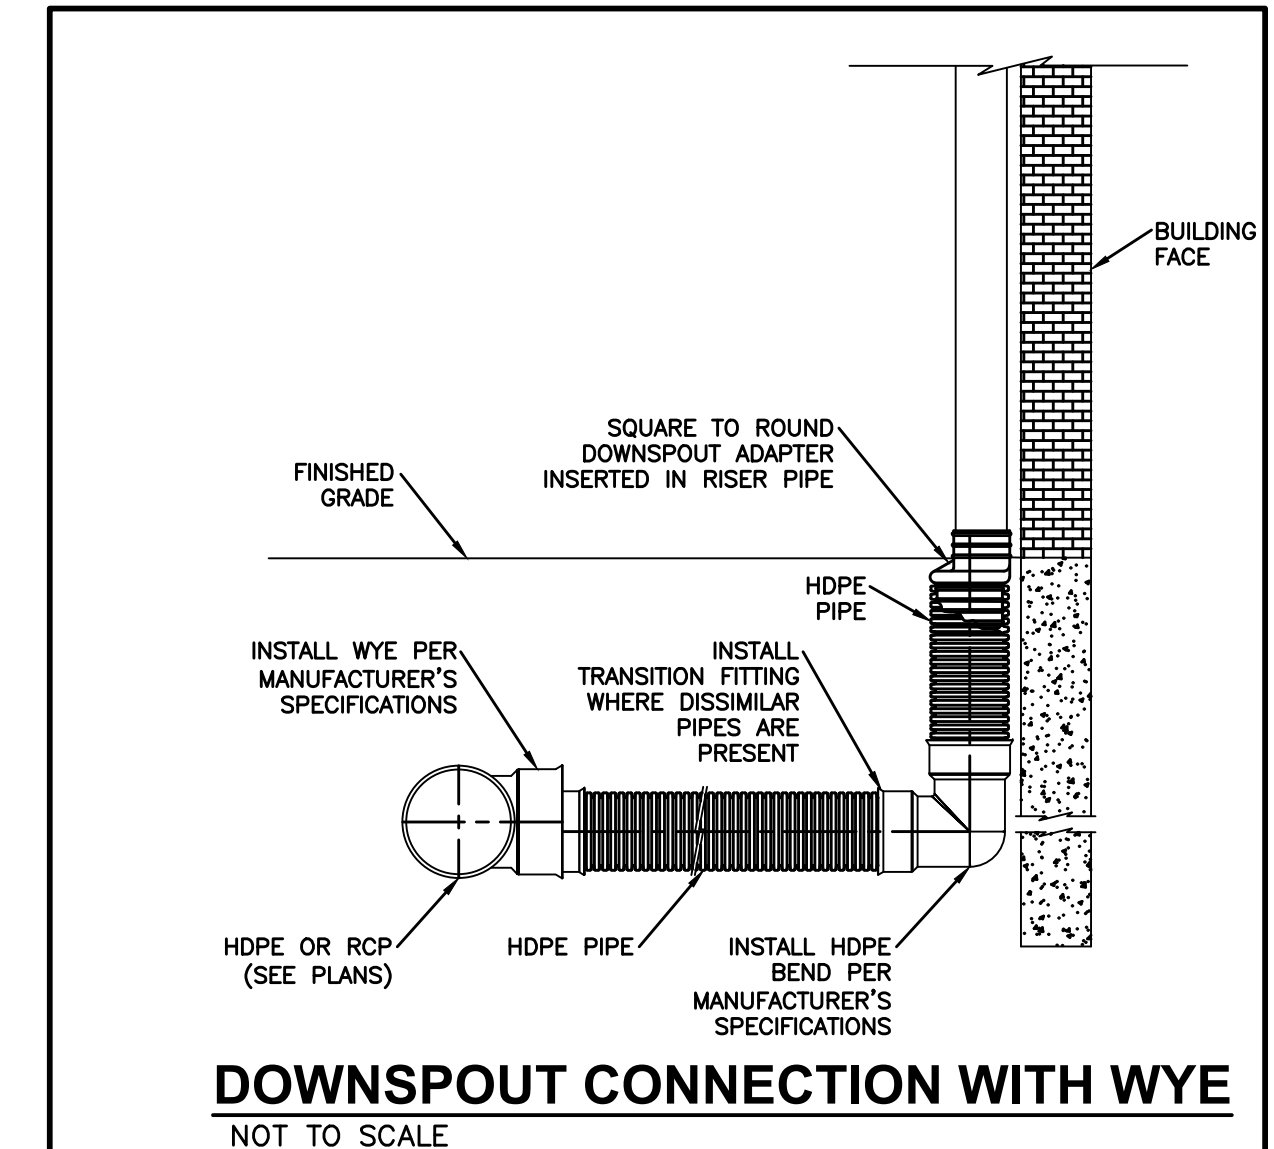 BUILDING
FACE
SQUARE TO ROUND
DOWNSPOUT ADAPTER
INSERTED IN RISER PIPE
FINISHED
GRADE
HDPE
PIPE
INSTALL WYE PER
MANUFACTURER'S
SPECIFICATIONS
INSTALL
TRANSITION FITTING
WHERE DISSIMILAR
PIPES ARE
PRESENT
HDPE OR RCP
(SEE PLANS)
HDPE PIPE
INSTALL HDPE
BEND PER
MANUFACTURER'S
SPECIFICATIONS
DOWNSPOUT CONNECTION WITH WYE
NOT TO SCALE